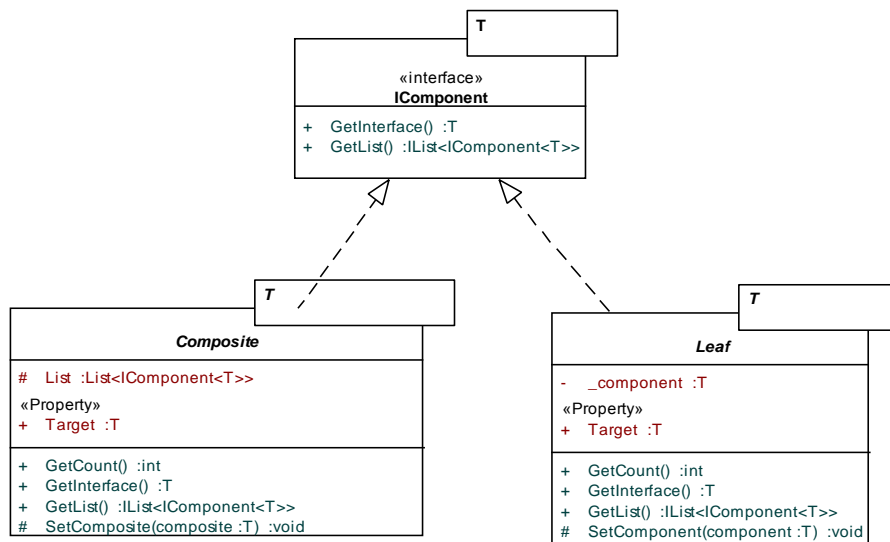 T
«interface»
IComponent
+ GetInterface() :T
+ GetList() :IList<IComponent<T>>
T
Composite
# List :List<IComponent<T>>
«Property»
+ Target :T
+ GetCount() :int
+ GetInterface() :T
+ GetList() :IList<IComponent<T>>
# SetComposite(composite :T) :void
T
Leaf
- _component :T
«Property»
+ Target :T
+ GetCount() :int
+ GetInterface() :T
+ GetList() :IList<IComponent<T>>
# SetComponent(component :T) :void